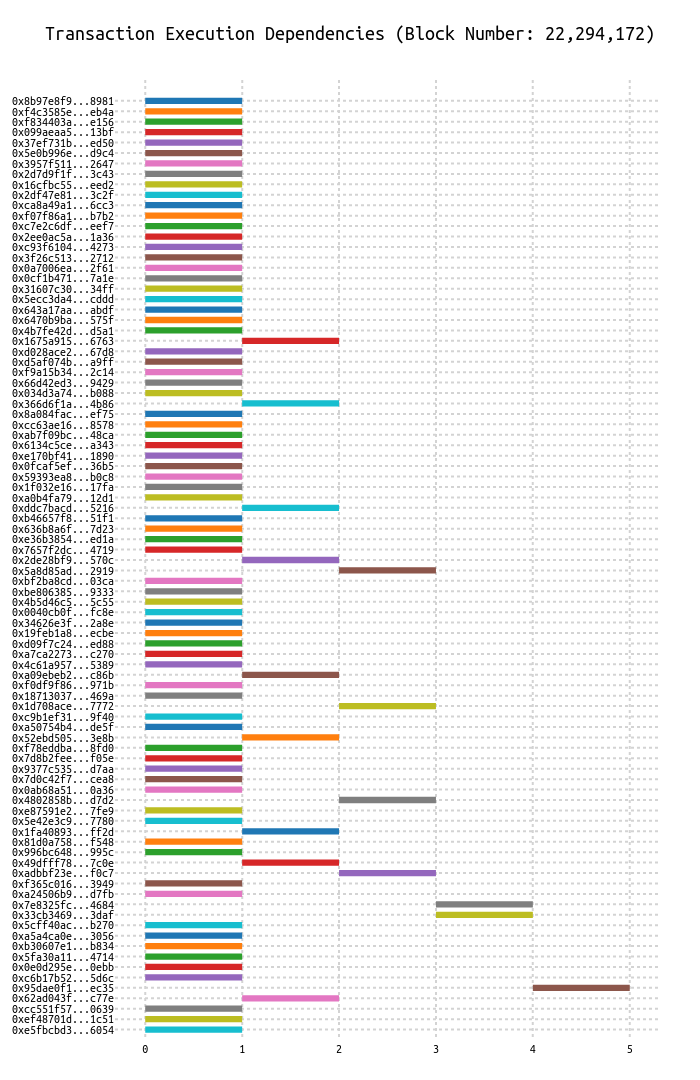 Transaction Execution Dependencies (Block Number: 22,294,172)
0x8b97e8f9...8981
0xf4c3585e...eb4a
0xf834403a...e156
0x099aeaa5...13bf
0x37ef731b...ed50
0x5e0b996e...d9c4
0x3957f511...2647
0x2d7d9f1f...3c43
0x16cfbc55...eed2
0x2df47e81...3c2f
0xca8a49a1...6cc3
0xf07f86a1...b7b2
0xc7e2c6df...eef7
0x2ee0ac5a...1a36
0xc93f6104...4273
0x3f26c513...2712
0x0a7006ea...2f61
0x0cf1b471...7a1e
0x31607c30...34ff
0x5ecc3da4...cddd
0x643a17aa...abdf
0x6470b9ba...575f
0x4b7fe42d...d5a1
0x1675a915...6763
0xd028ace2...67d8
0xd5af074b...a9ff
0xf9a15b34...2c14
0x66d42ed3...9429
0x034d3a74...b088
0x366d6f1a...4b86
0x8a084fac...ef75
0xcc63ae16...8578
0xab7f09bc...48ca
0x6134c5ce...a343
0xe170bf41...1890
0x0fcaf5ef...36b5
0x59393ea8...b0c8
0x1f032e16...17fa
0xa0b4fa79...12d1
0xddc7bacd...5216
0xb46657f8...51f1
0x636b8a6f...7d23
0xe36b3854...ed1a
0x7657f2dc...4719
0x2de28bf9...570c
0x5a8d85ad...2919
0xbf2ba8cd...03ca
0xbe806385...9333
0x4b5d46c5...5c55
0x0040cb0f...fc8e
0x34626e3f...2a8e
0x19feb1a8...ecbe
0xd09f7c24...ed88
0xa7ca2273...c270
0x4c61a957...5389
0xa09ebeb2...c86b
0xf0df9f86...971b
0x18713037...469a
0x1d708ace...7772
0xc9b1ef31...9f40
0xa50754b4...de5f
0x52ebd505...3e8b
0xf78eddba...8fd0
0x7d8b2fee...f05e
0x9377c535...d7aa
0x7d0c42f7...cea8
0x0ab68a51...0a36
0x4802858b...d7d2
0xe87591e2...7fe9
0x5e42e3c9...7780
0x1fa40893...ff2d
0x81d0a758...f548
0x996bc648...995c
0x49dfff78...7c0e
0xadbbf23e...f0c7
0xf365c016...3949
0xa24506b9...d7fb
0x7e8325fc...4684
0x33cb3469...3daf
0x5cff40ac...b270
0xa5a4ca0e...3056
0xb30607e1...b834
0x5fa30a11...4714
0x0e0d295e...0ebb
0xc6b17b52...5d6c
0x95dae0f1...ec35
0x62ad043f...c77e
0xcc551f57...0639
0xef48701d...1c51
0xe5fbcbd3...6054
0 1 2 3 4 5